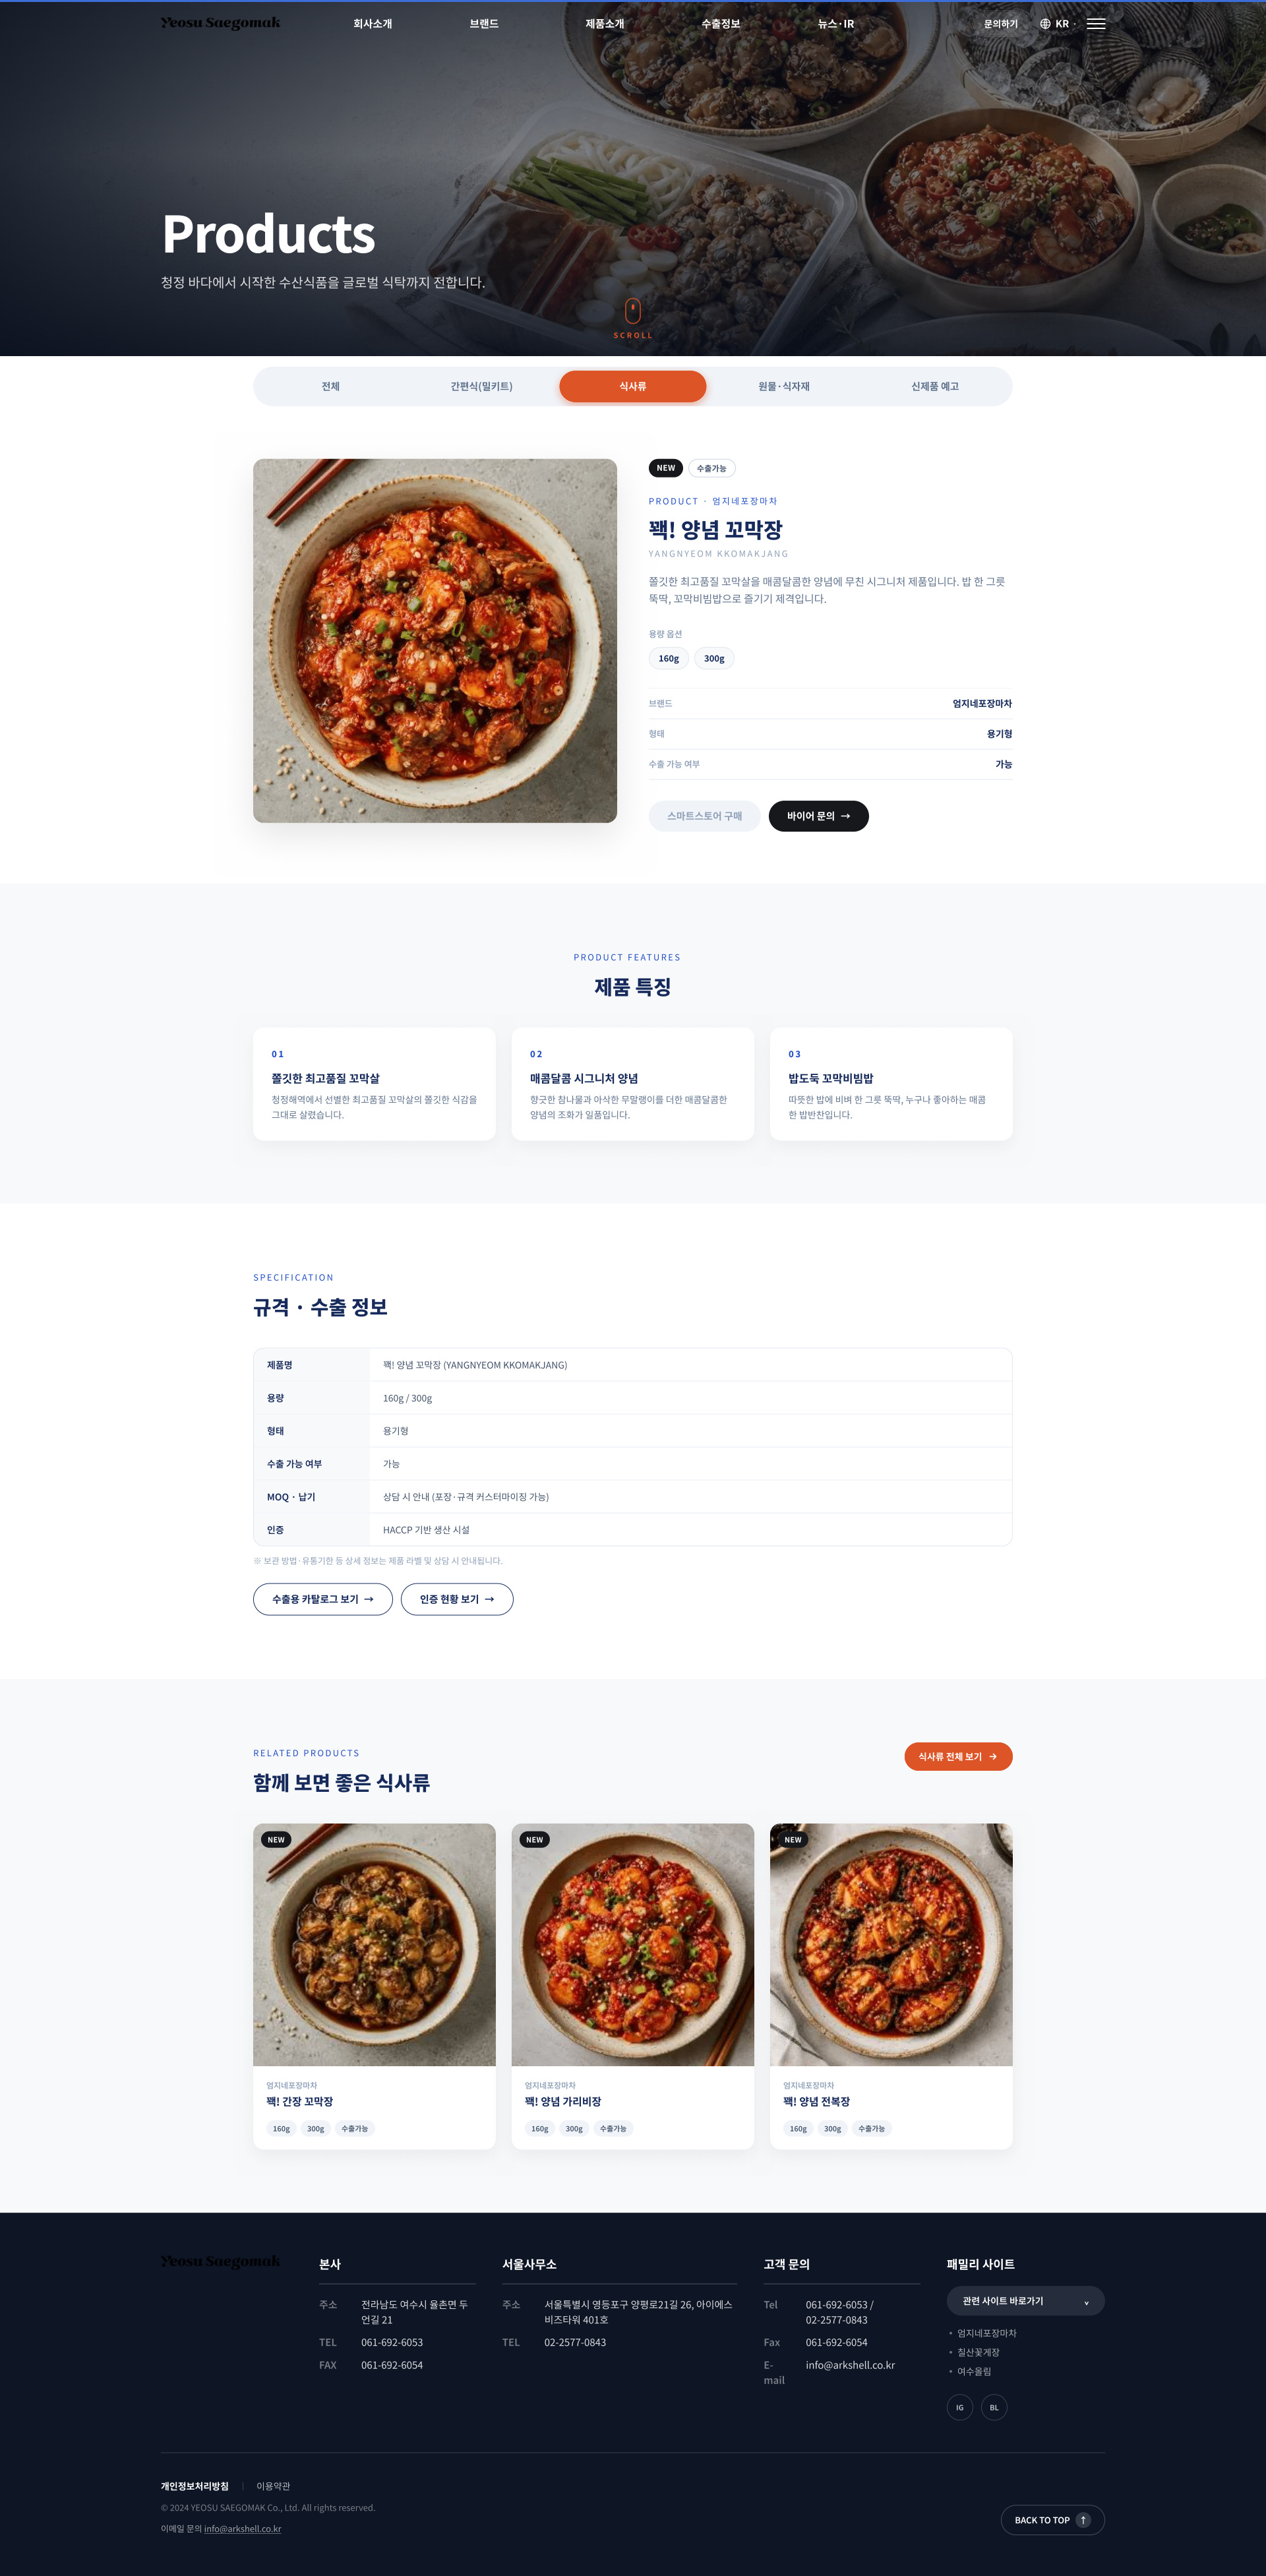 Yeosu Saegomak
회사소개
브랜드
제품소개
수출정보
뉴스·IR
문의하기
KR
Products
청정 바다에서 시작한 수산식품을 글로벌 식탁까지 전합니다.
SCROLL
전체
간편식(밀키트)
식사류
원물·식자재
신제품 예고
NEW
수출가능
PRODUCT · 엄지네포장마차
꽥! 양념 꼬막장
YANGNYEOM KKOMAKJANG
쫄깃한 최고품질 꼬막살을 매콤달콤한 양념에 무친 시그니처 제품입니다. 밥 한 그릇
뚝딱, 꼬막비빔밥으로 즐기기 제격입니다.
용량 옵션
160g
300g
브랜드
엄지네포장마차
형태
용기형
수출 가능 여부
가능
스마트스토어 구매
바이어 문의 →
PRODUCT FEATURES
제품 특징
01
쫄깃한 최고품질 꼬막살
청정해역에서 선별한 최고품질 꼬막살의 쫄깃한 식감을
그대로 살렸습니다.
02
매콤달콤 시그니처 양념
향긋한 참나물과 아삭한 무말랭이를 더한 매콤달콤한
양념의 조화가 일품입니다.
03
밥도둑 꼬막비빔밥
따뜻한 밥에 비벼 한 그릇 뚝딱, 누구나 좋아하는 매콤
한 밥반찬입니다.
SPECIFICATION
규격 · 수출 정보
제품명
꽥! 양념 꼬막장 (YANGNYEOM KKOMAKJANG)
용량
160g / 300g
형태
용기형
수출 가능 여부
가능
MOQ · 납기
상담 시 안내 (포장·규격 커스터마이징 가능)
인증
HACCP 기반 생산 시설
※ 보관 방법·유통기한 등 상세 정보는 제품 라벨 및 상담 시 안내됩니다.
수출용 카탈로그 보기 →
인증 현황 보기 →
RELATED PRODUCTS
함께 보면 좋은 식사류
식사류 전체 보기 →
NEW
NEW
NEW
엄지네포장마차
꽥! 간장 꼬막장
160g
300g
수출가능
엄지네포장마차
꽥! 양념 가리비장
160g
300g
수출가능
엄지네포장마차
꽥! 양념 전복장
160g
300g
수출가능
Yeosu Saegomak
본사
주소
전라남도 여수시 율촌면 두
언길 21
TEL
061-692-6053
FAX
061-692-6054
서울사무소
주소
서울특별시 영등포구 양평로21길 26, 아이에스
비즈타워 401호
TEL
02-2577-0843
고객 문의
Tel
061-692-6053 /
02-2577-0843
Fax
061-692-6054
E-
mail
info@arkshell.co.kr
패밀리 사이트
관련 사이트 바로가기
엄지네포장마차
칠산꽃게장
여수울림
IG
BL
개인정보처리방침
이용약관
© 2024 YEOSU SAEGOMAK Co., Ltd. All rights reserved.
이메일 문의 info@arkshell.co.kr
BACK TO TOP ↑